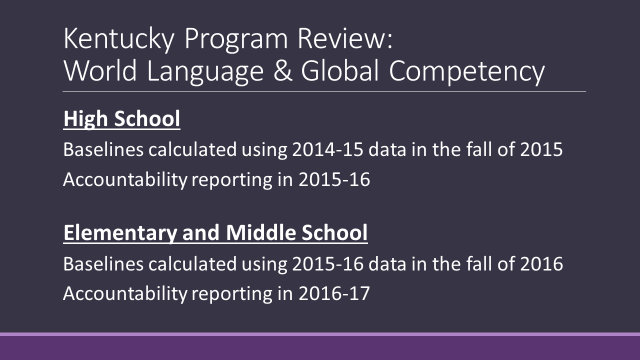 Kentucky Program Review:
World Language & Global Competency
High School
Baselines calculated using 2014-15 data in the fall of 2015
Accountability reporting in 2015-16
Elementary and Middle School
Baselines calculated using 2015-16 data in the fall of 2016
Accountability reporting in 2016-17